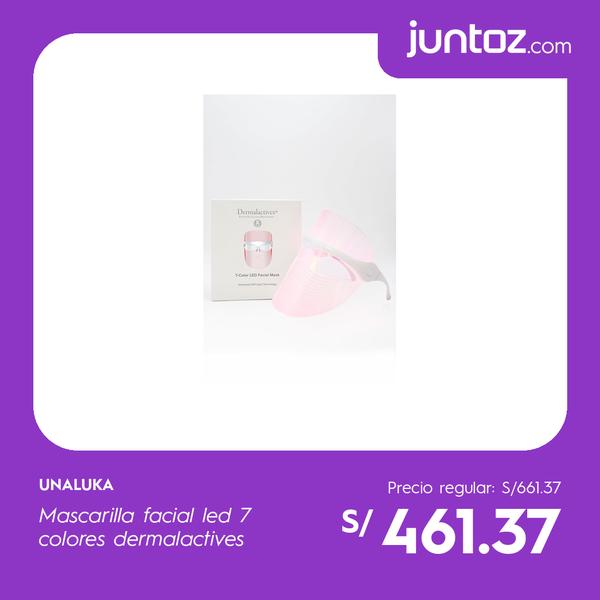 juntoz.com
Dermalactives
7-Color LED Facial Mask
UNALUKA
Mascarilla facial led 7
colores dermalactives
Precio regular: S/661.37
S/ 461.37